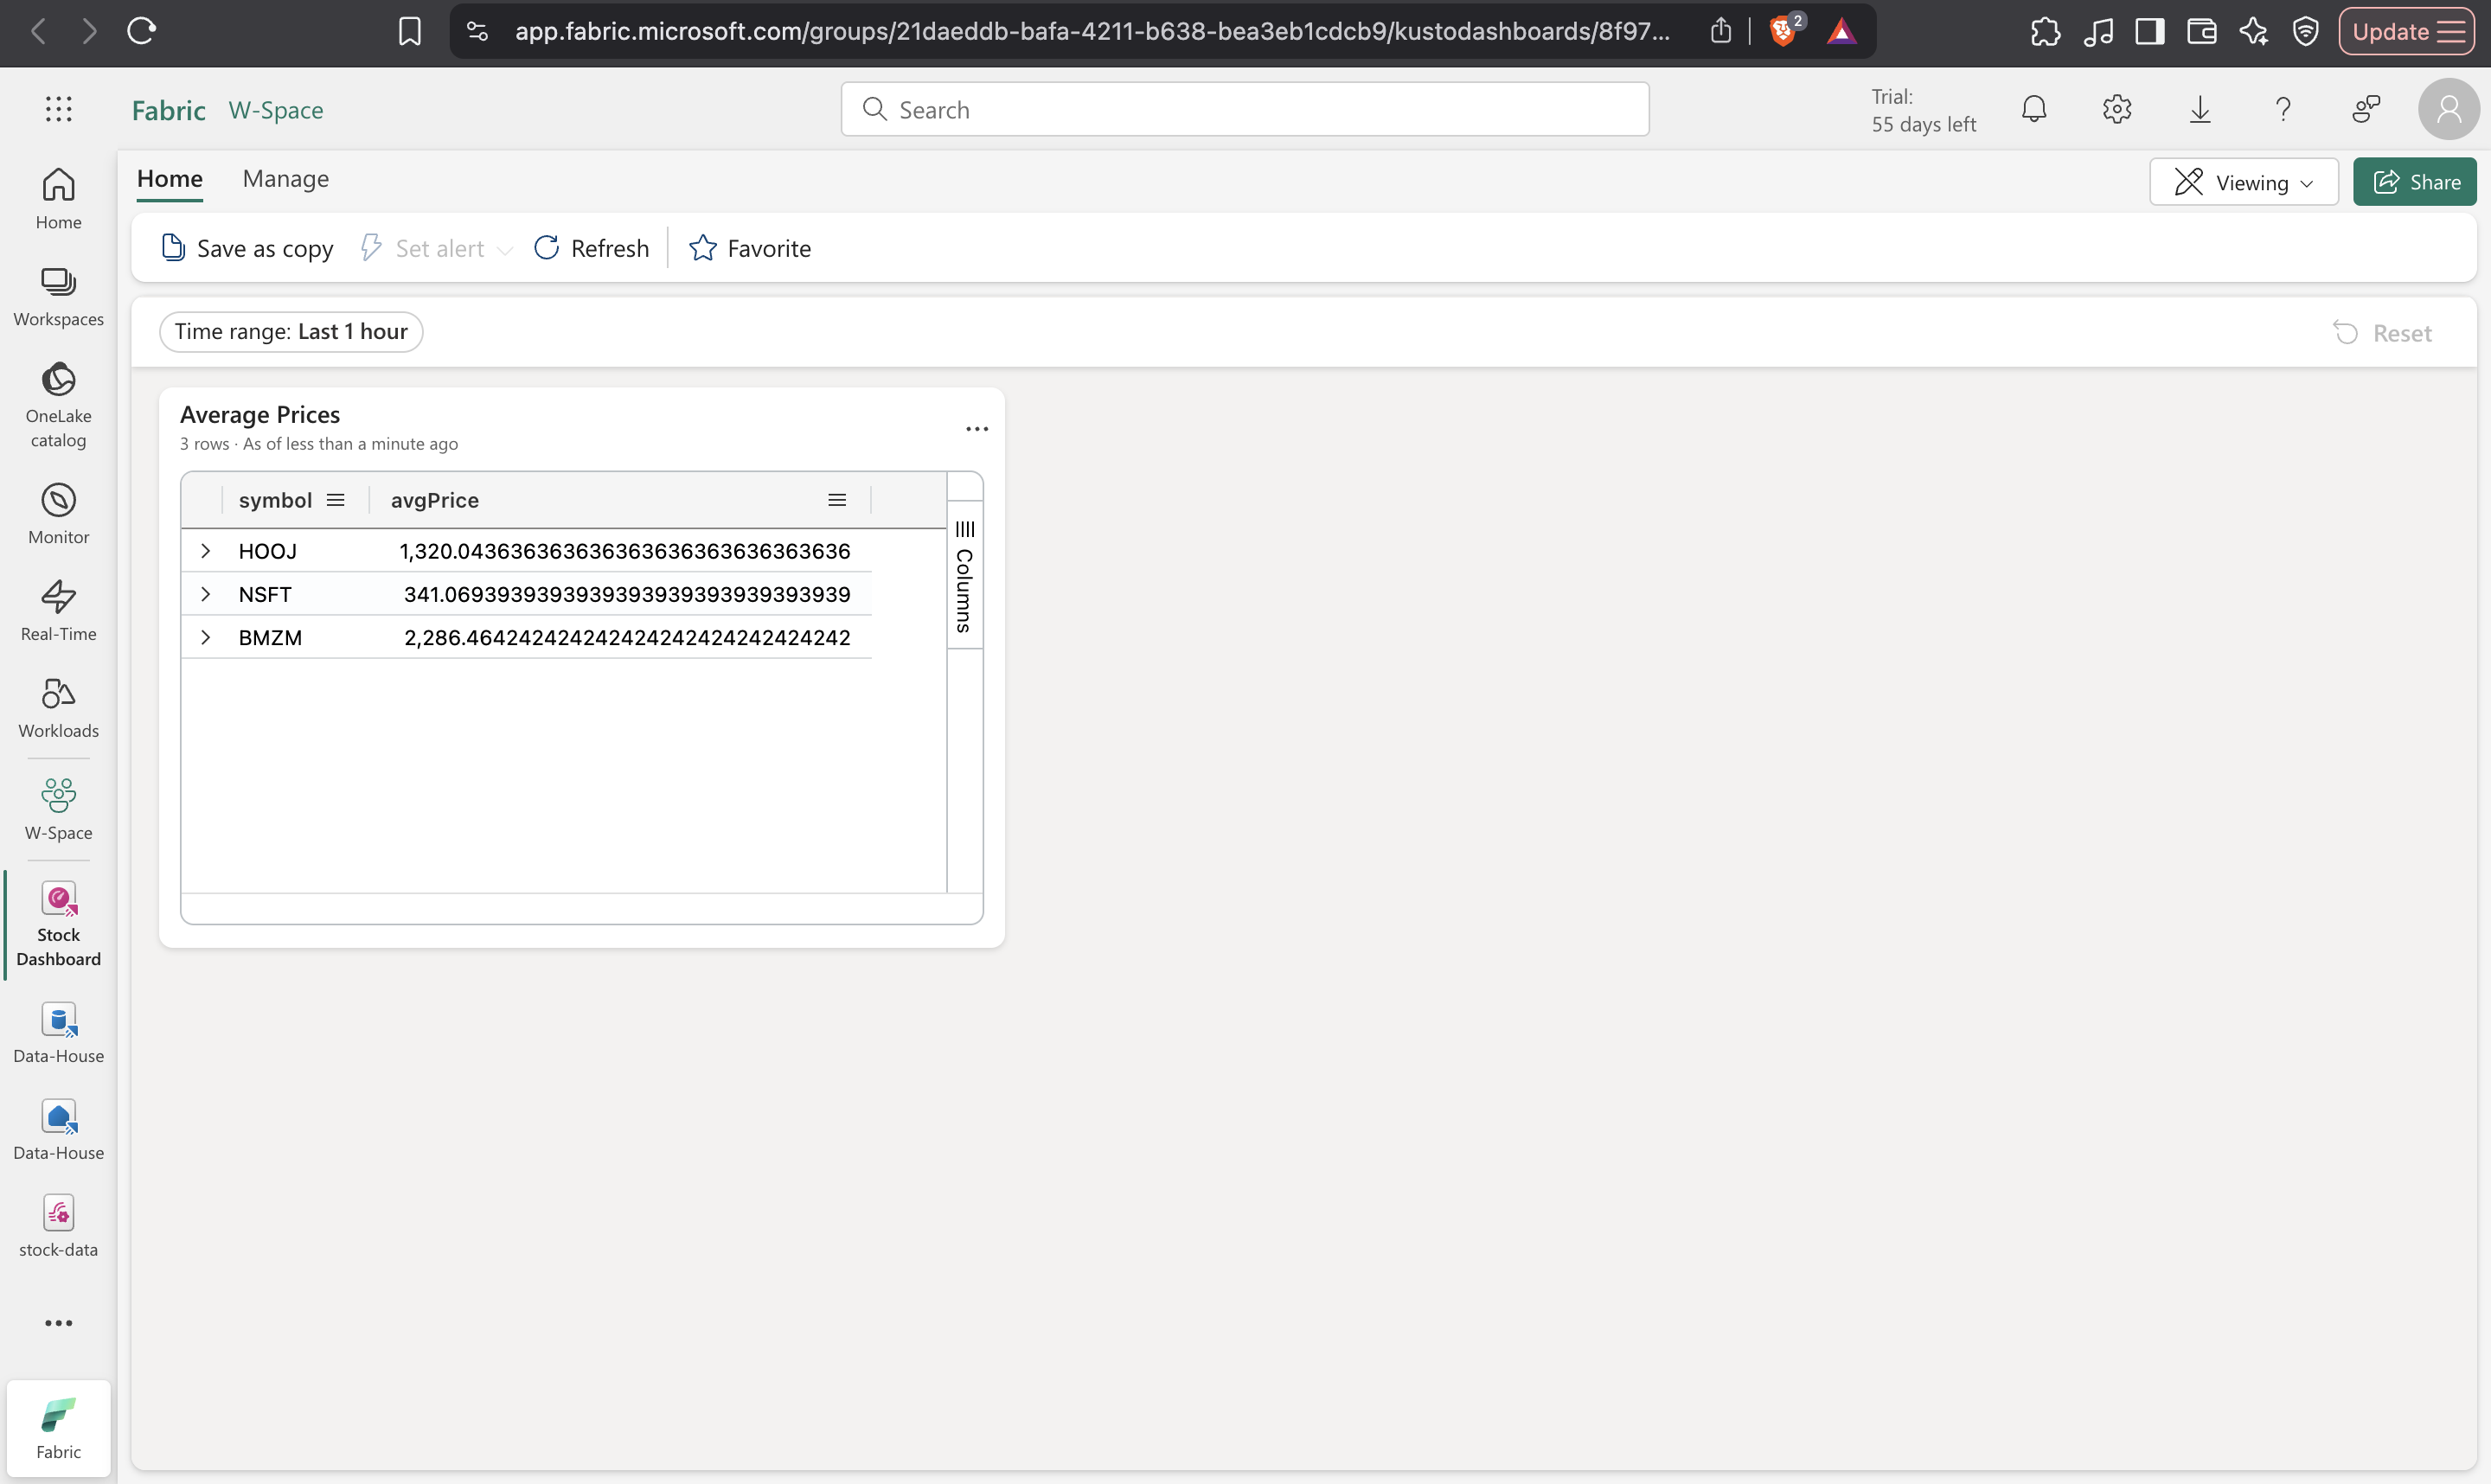 app.fabric.microsoft.com/groups/21daeddb-bafa-4211-b638-bea3eb1cdcb9/kustodashboards/8f97...
2
Update
Fabric W-Space
Search
Trial:
55 days left
Home Manage
Viewing
Share
Save as copy
Set alert
Refresh
Favorite
Time range: Last 1 hour
Reset
Average Prices
3 rows · As of less than a minute ago
symbol avgPrice
HOOJ 1,320.0436363636363636363636363636
NSFT 341.06939393939393939393939393939
BMZM 2,286.4642424242424242424242424242
Columns
Home
Workspaces
OneLake
catalog
Monitor
Real-Time
Workloads
W-Space
Stock
Dashboard
Data-House
Data-House
stock-data
Fabric